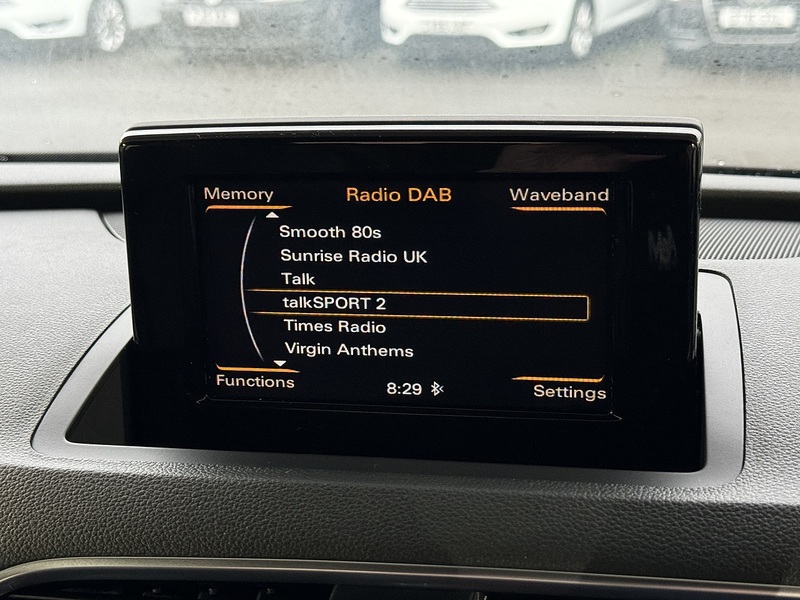 Memory Radio DAB Waveband
Smooth 80s
Sunrise Radio UK
Talk
talkSPORT 2
Times Radio
Virgin Anthems
Functions 8:29 Settings